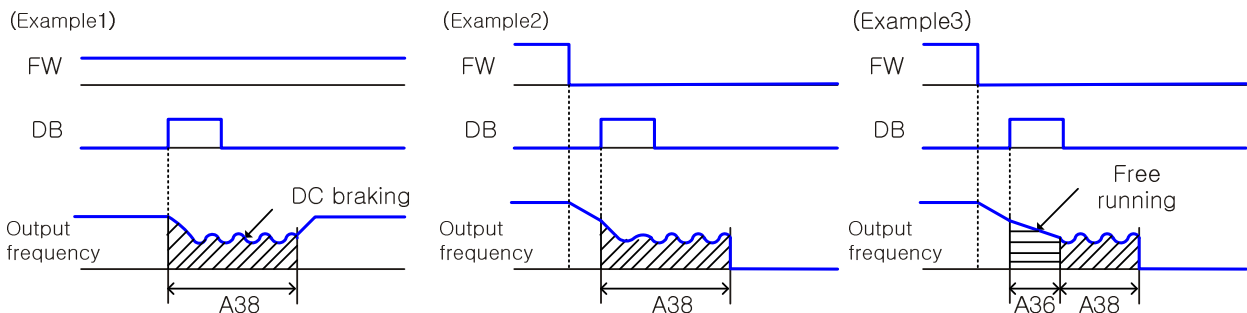 (Example1)
FW
DB
DC braking
Output
frequency
A38
(Example2)
FW
DB
Output
frequency
A38
(Example3)
FW
DB
Free
running
Output
frequency
A36
A38